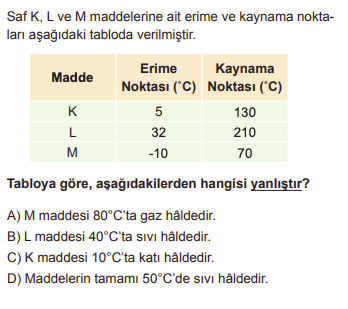 Saf K, L ve M maddelerine ait erime ve kaynama nokta-
ları aşağıdaki tabloda verilmiştir.
Madde Erime Noktası (˚C) Kaynama Noktası (˚C)
K 5 130
L 32 210
M -10 70
Tabloya göre, aşağıdakilerden hangisi yanlıştır?
A) M maddesi 80°C’ta gaz hâldedir.
B) L maddesi 40°C’ta sıvı hâldedir.
C) K maddesi 10°C’ta katı hâldedir.
D) Maddelerin tamamı 50°C’de sıvı hâldedir.